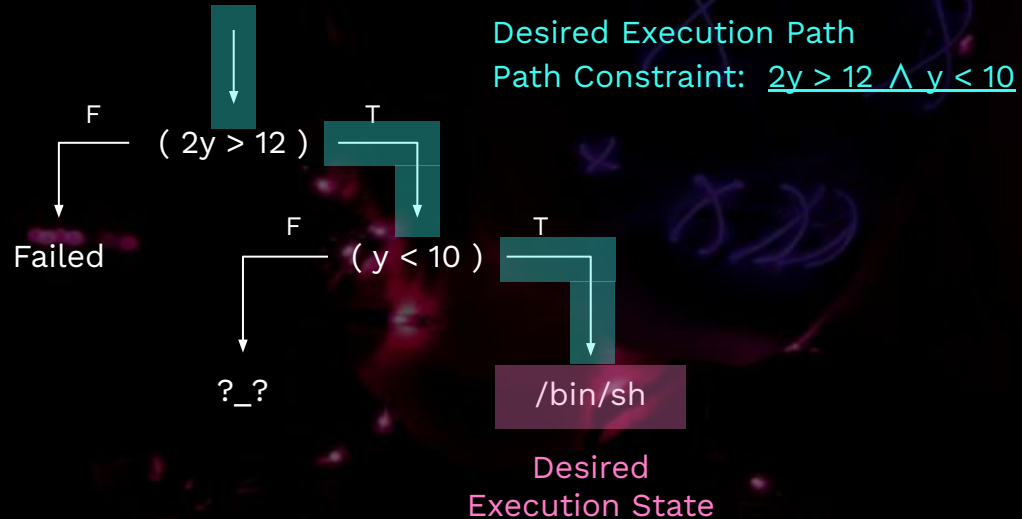 Desired Execution Path
Path Constraint: 2y > 12 ∧ y < 10
F
T
( 2y > 12 )
Failed
F
T
( y < 10 )
?_?
/bin/sh
Desired
Execution State